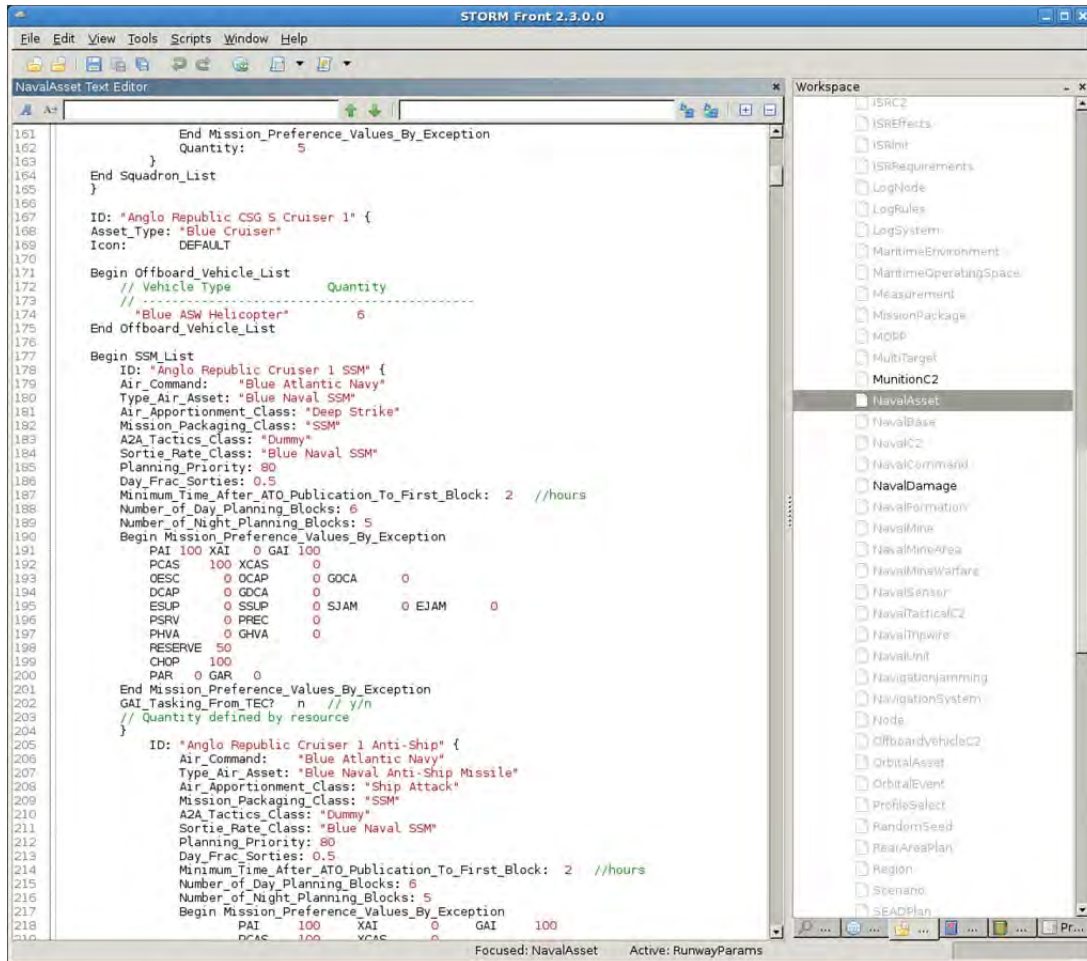 STORM Front 2.3.0.0
File Edit View Tools Scripts Window Help
NavalAsset Text Editor
161 End Mission_Preference_Values_By_Exception
162 Quantity: 5
163 }
164 End Squadron_List
165 }
166
167 ID: "Anglo Republic CSG S Cruiser 1" {
168 Asset_Type: "Blue Cruiser"
169 Icon: DEFAULT
170
171 Begin Offboard_Vehicle_List
172 // Vehicle Type Quantity
173 // -----------------------------------------------
174 "Blue ASW Helicopter" 6
175 End Offboard_Vehicle_List
176
177 Begin SSM_List
178 ID: "Anglo Republic Cruiser 1 SSM" {
179 Air_Command: "Blue Atlantic Navy"
180 Type_Air_Asset: "Blue Naval SSM"
181 Air_Apportionment_Class: "Deep Strike"
182 Mission_Packaging_Class: "SSM"
183 A2A_Tactics_Class: "Dummy"
184 Sortie_Rate_Class: "Blue Naval SSM"
185 Planning_Priority: 80
186 Day_Frac_Sorties: 0.5
187 Minimum_Time_After_ATO_Publication_To_First_Block: 2 //hours
188 Number_of_Day_Planning_Blocks: 6
189 Number_of_Night_Planning_Blocks: 5
190 Begin Mission_Preference_Values_By_Exception
191 PAI 100 XAI 0 GAI 100
192 PCAS 100 XCAS 0
193 OESC 0 OCAP 0 GOCA 0
194 DCAP 0 GDCA 0
195 ESUP 0 SSUP 0 SJAM 0 EJAM 0
196 PSRV 0 PREC 0
197 PHVA 0 GHVA 0
198 RESERVE 50
199 CHOP 100
200 PAR 0 GAR 0
201 End Mission_Preference_Values_By_Exception
202 GAI_Tasking_From_TEC? n // y/n
203 // Quantity defined by resource
204 }
205 ID: "Anglo Republic Cruiser 1 Anti-Ship" {
206 Air_Command: "Blue Atlantic Navy"
207 Type_Air_Asset: "Blue Naval Anti-Ship Missile"
208 Air_Apportionment_Class: "Ship Attack"
209 Mission_Packaging_Class: "SSM"
210 A2A_Tactics_Class: "Dummy"
211 Sortie_Rate_Class: "Blue Naval SSM"
212 Planning_Priority: 80
213 Day_Frac_Sorties: 0.5
214 Minimum_Time_After_ATO_Publication_To_First_Block: 2 //hours
215 Number_of_Day_Planning_Blocks: 6
216 Number_of_Night_Planning_Blocks: 5
217 Begin Mission_Preference_Values_By_Exception
218 PAI 100 XAI 0 GAI 100
219 PCAS 100 XCAS 0
Workspace
ISRC2
ISREffects
ISRInit
ISRRequirements
LogNode
LogRules
LogSystem
MaritimeEnvironment
MaritimeOperatingSpace
Measurement
MissionPackage
MOPP
MultiTarget
MunitionC2
NavalAsset
NavalBase
NavalC2
NavalCommand
NavalDamage
NavalFormation
NavalMine
NavalMineArea
NavalMineWarfare
NavalSensor
NavalTacticalC2
NavalTripwire
NavalUnit
NavigationJamming
NavigationSystem
Node
OffboardVehicleC2
OrbitalAsset
OrbitalEvent
ProfileSelect
RandomSeed
RearAreaPlan
Region
Scenario
SEADPlan
Pr...
Focused: NavalAsset Active: RunwayParams